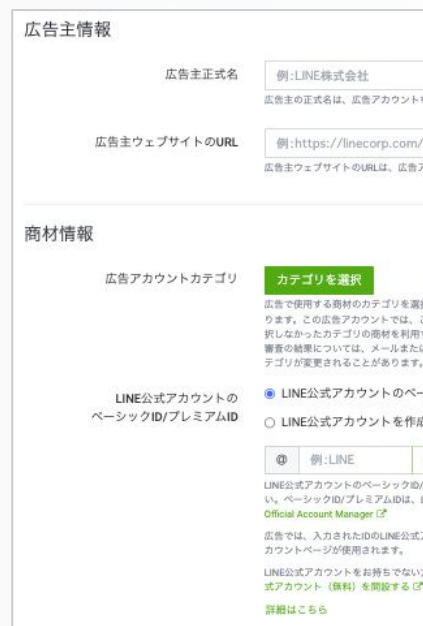 広告主情報
広告主正式名
例:LINE株式会社
広告主の正式名は、広告アカウント
広告主ウェブサイトのURL
例:https://linecorp.com/
広告主ウェブサイトのURLは、広告ア
商材情報
広告アカウントカテゴリ
カテゴリを選択
広告で使用する商材のカテゴリを選
ります。この広告アカウントでは、こ
択しなかったカテゴリの商材を利用
審査の結果については、メールまた
テゴリが変更されることがあります。
LINE公式アカウントの
ベーシックID/プレミアムID
LINE公式アカウントのベー
LINE公式アカウントを作成
@ 例:LINE
LINE公式アカウントのベーシックID/
い。ベーシックID/プレミアムIDは、
Official Account Manager
広告では、入力されたIDのLINE公式
カウントページが使用されます。
LINE公式アカウントをお持ちでない
式アカウント（無料）を開設する
詳細はこちら